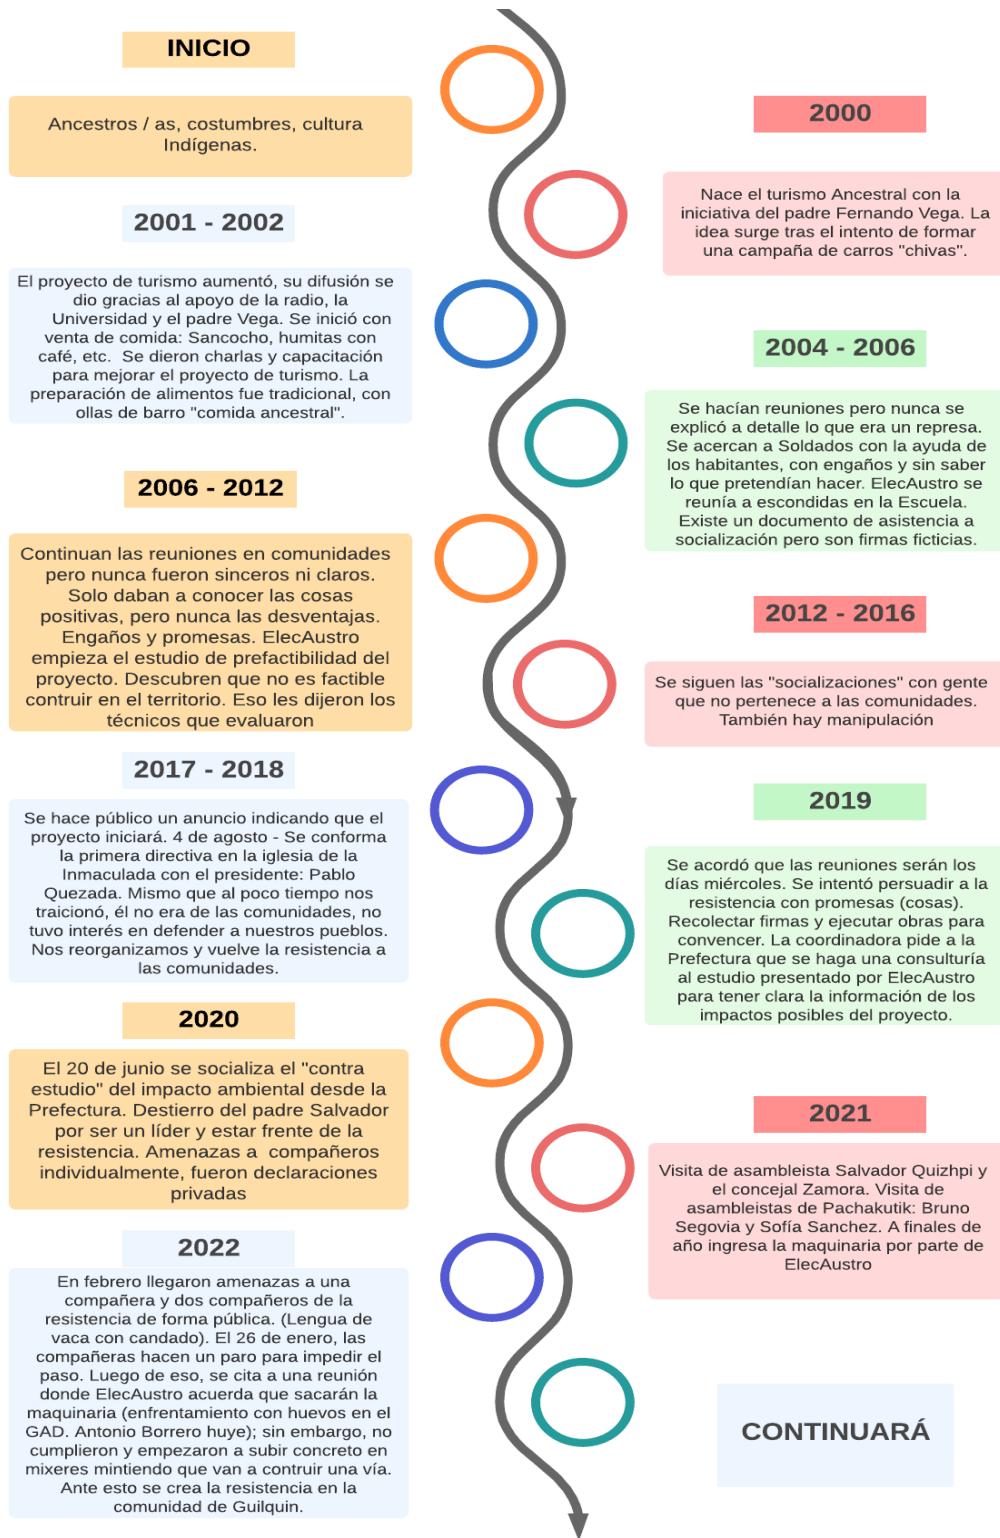 INICIO
Ancestros / as, costumbres, cultura
Indígenas.
2000
Nace el turismo Ancestral con la
iniciativa del padre Fernando Vega. La
idea surge tras el intento de formar
una campaña de carros "chivas".
2001 - 2002
El proyecto de turismo aumentó, su difusión se
dio gracias al apoyo de la radio, la
Universidad y el padre Vega. Se inició con
venta de comida: Sancocho, humitas con
café, etc. Se dieron charlas y capacitación
para mejorar el proyecto de turismo. La
preparación de alimentos fue tradicional, con
ollas de barro "comida ancestral".
2004 - 2006
Se hacían reuniones pero nunca se
explicó a detalle lo que era un represa.
Se acercan a Soldados con la ayuda de
los habitantes, con engaños y sin saber
lo que pretendían hacer. ElecAustro se
reunía a escondidas en la Escuela.
Existe un documento de asistencia a
socialización pero son firmas ficticias.
2006 - 2012
Continuan las reuniones en comunidades
pero nunca fueron sinceros ni claros.
Solo daban a conocer las cosas
positivas, pero nunca las desventajas.
Engaños y promesas. ElecAustro
empieza el estudio de prefactibilidad del
proyecto. Descubren que no es factible
contruir en el territorio. Eso les dijeron los
técnicos que evaluaron
2012 - 2016
Se siguen las "socializaciones" con gente
que no pertenece a las comunidades.
También hay manipulación
2017 - 2018
Se hace público un anuncio indicando que el
proyecto iniciará. 4 de agosto - Se conforma
la primera directiva en la iglesia de la
Inmaculada con el presidente: Pablo
Quezada. Mismo que al poco tiempo nos
traicionó, él no era de las comunidades, no
tuvo interés en defender a nuestros pueblos.
Nos reorganizamos y vuelve la resistencia a
las comunidades.
2019
Se acordó que las reuniones serán los
días miércoles. Se intentó persuadir a la
resistencia con promesas (cosas).
Recolectar firmas y ejecutar obras para
convencer. La coordinadora pide a la
Prefectura que se haga una consulturía
al estudio presentado por ElecAustro
para tener clara la información de los
impactos posibles del proyecto.
2020
El 20 de junio se socializa el "contra
estudio" del impacto ambiental desde la
Prefectura. Destierro del padre Salvador
por ser un líder y estar frente de la
resistencia. Amenazas a compañeros
individualmente, fueron declaraciones
privadas
2021
Visita de asambleista Salvador Quizhpi y
el concejal Zamora. Visita de
asambleistas de Pachakutik: Bruno
Segovia y Sofía Sanchez. A finales de
año ingresa la maquinaria por parte de
ElecAustro
2022
En febrero llegaron amenazas a una
compañera y dos compañeros de la
resistencia de forma pública. (Lengua de
vaca con candado). El 26 de enero, las
compañeras hacen un paro para impedir el
paso. Luego de eso, se cita a una reunión
donde ElecAustro acuerda que sacarán la
maquinaria (enfrentamiento con huevos en el
GAD. Antonio Borrero huye); sin embargo, no
cumplieron y empezaron a subir concreto en
mixeres mintiendo que van a contruir una vía.
Ante esto se crea la resistencia en la
comunidad de Guilquin.
CONTINUARÁ